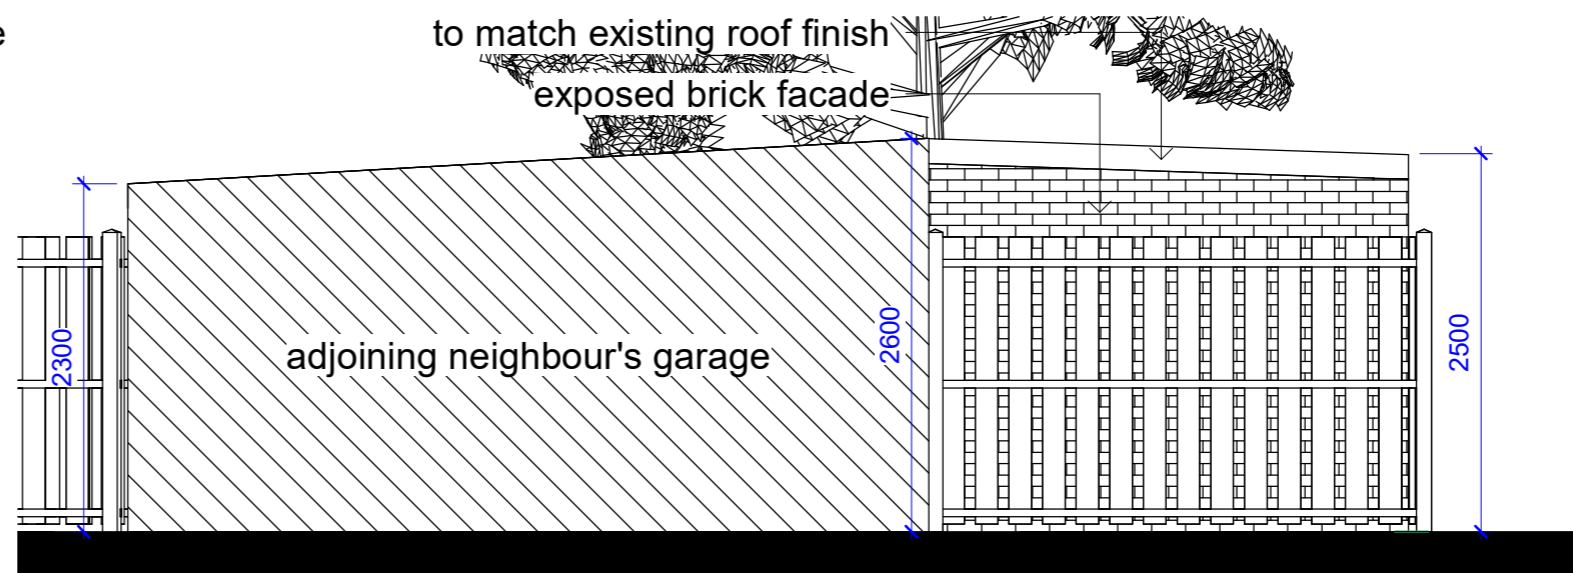 e
to match existing roof finish
exposed brick facade
2300
adjoining neighbour's garage
2600
2500